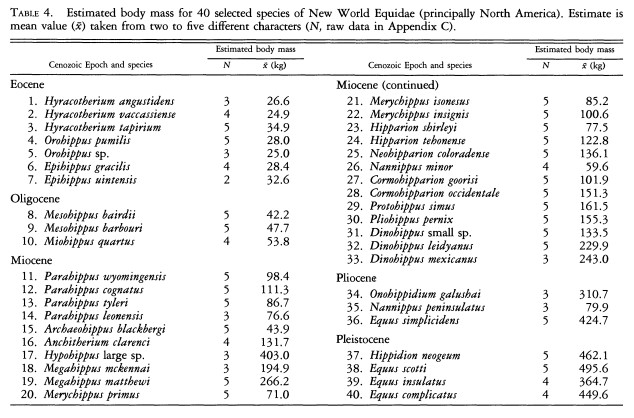 TABLE 4. Estimated body mass for 40 selected species of New World Equidae (principally North America). Estimate is
mean value (x̄) taken from two to five different characters (N, raw data in Appendix C).
Estimated body mass
Cenozoic Epoch and species N x̄ (kg)
Eocene
1. Hyracotherium angustidens 3 26.6
2. Hyracotherium vaccassiense 4 24.9
3. Hyracotherium tapirium 5 34.9
4. Orohippus pumilis 5 28.0
5. Orohippus sp. 3 25.0
6. Epihippus gracilis 4 28.4
7. Epihippus uintensis 2 32.6
Oligocene
8. Mesohippus bairdii 5 42.2
9. Mesohippus barbouri 5 47.7
10. Miohippus quartus 4 53.8
Miocene
11. Parahippus wyomingensis 5 98.4
12. Parahippus cognatus 5 111.3
13. Parahippus tyleri 5 86.7
14. Parahippus leonensis 3 76.6
15. Archaeohippus blackbergi 5 43.9
16. Anchitherium clarenci 4 131.7
17. Hypohippus large sp. 3 403.0
18. Megahippus mckennai 3 194.9
19. Megahippus matthewi 5 266.2
20. Merychippus primus 5 71.0
Estimated body mass
Cenozoic Epoch and species N x̄ (kg)
Miocene (continued)
21. Merychippus isonesus 5 85.2
22. Merychippus insignis 5 100.6
23. Hipparion shirleyi 5 77.5
24. Hipparion tehonense 5 122.8
25. Neohipparion coloradense 5 136.1
26. Nannippus minor 4 59.6
27. Cormohipparion goorisi 5 101.9
28. Cormohipparion occidentale 5 151.3
29. Protohippus simus 5 161.5
30. Pliohippus pernix 5 155.3
31. Dinohippus small sp. 5 133.5
32. Dinohippus leidyanus 5 229.9
33. Dinohippus mexicanus 3 243.0
Pliocene
34. Onohippidium galushai 3 310.7
35. Nannippus peninsulatus 3 79.9
36. Equus simplicidens 5 424.7
Pleistocene
37. Hippidion neogeum 5 462.1
38. Equus scotti 5 495.6
39. Equus insulatus 4 364.7
40. Equus complicatus 4 449.6